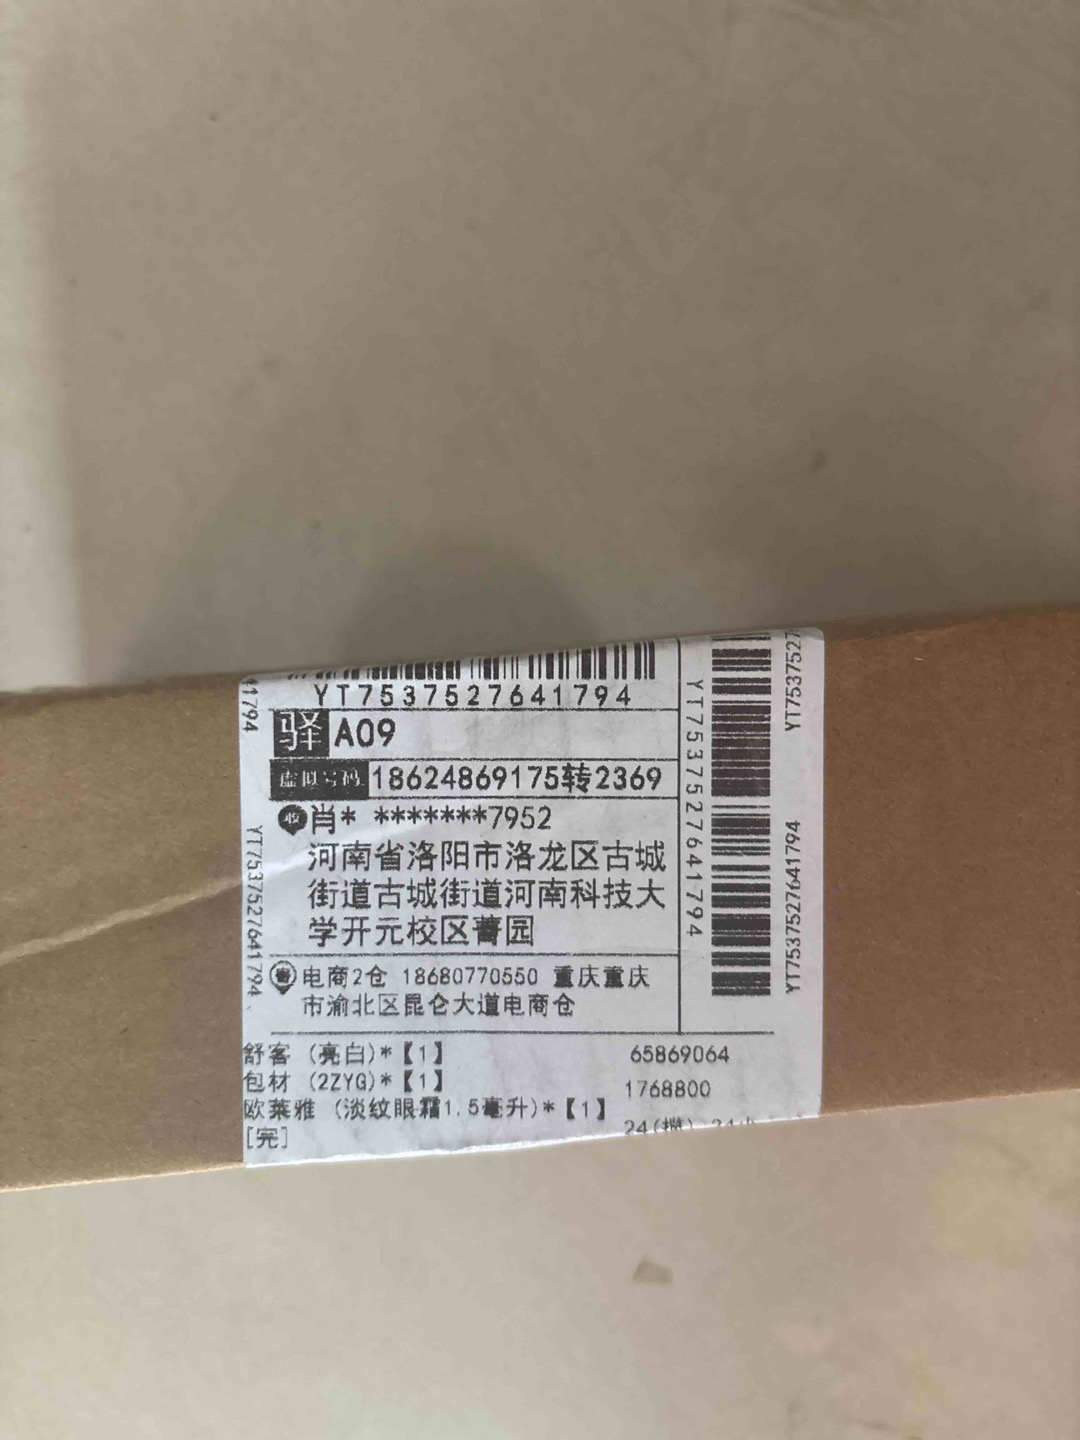 YT7537527641794
驿 A09
虚拟号码 18624869175转2369
收 肖* *******7952
河南省洛阳市洛龙区古城
街道古城街道河南科技大
学开元校区菁园
寄 电商2仓 18680770550 重庆重庆
市渝北区昆仑大道电商仓
舒客 (亮白)*【1】 65869064
包材 (2ZYG)*【1】 1768800
欧莱雅 (淡纹眼霜1.5毫升)*【1】
[完]
YT7537527641794
YT7537527
YT7537527641794
41794
YT7537527641794